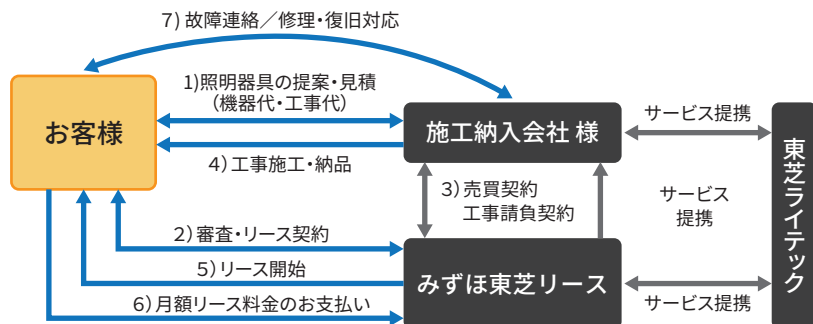 7) 故障連絡／修理・復旧対応
1)照明器具の提案・見積
（機器代・工事代）
お客様
施工納入会社 様
サービス提携
東芝ライテック
4）工事施工・納品
3）売買契約
工事請負契約
サービス
提携
2）審査・リース契約
5）リース開始
みずほ東芝リース
6）月額リース料金のお支払い
サービス提携